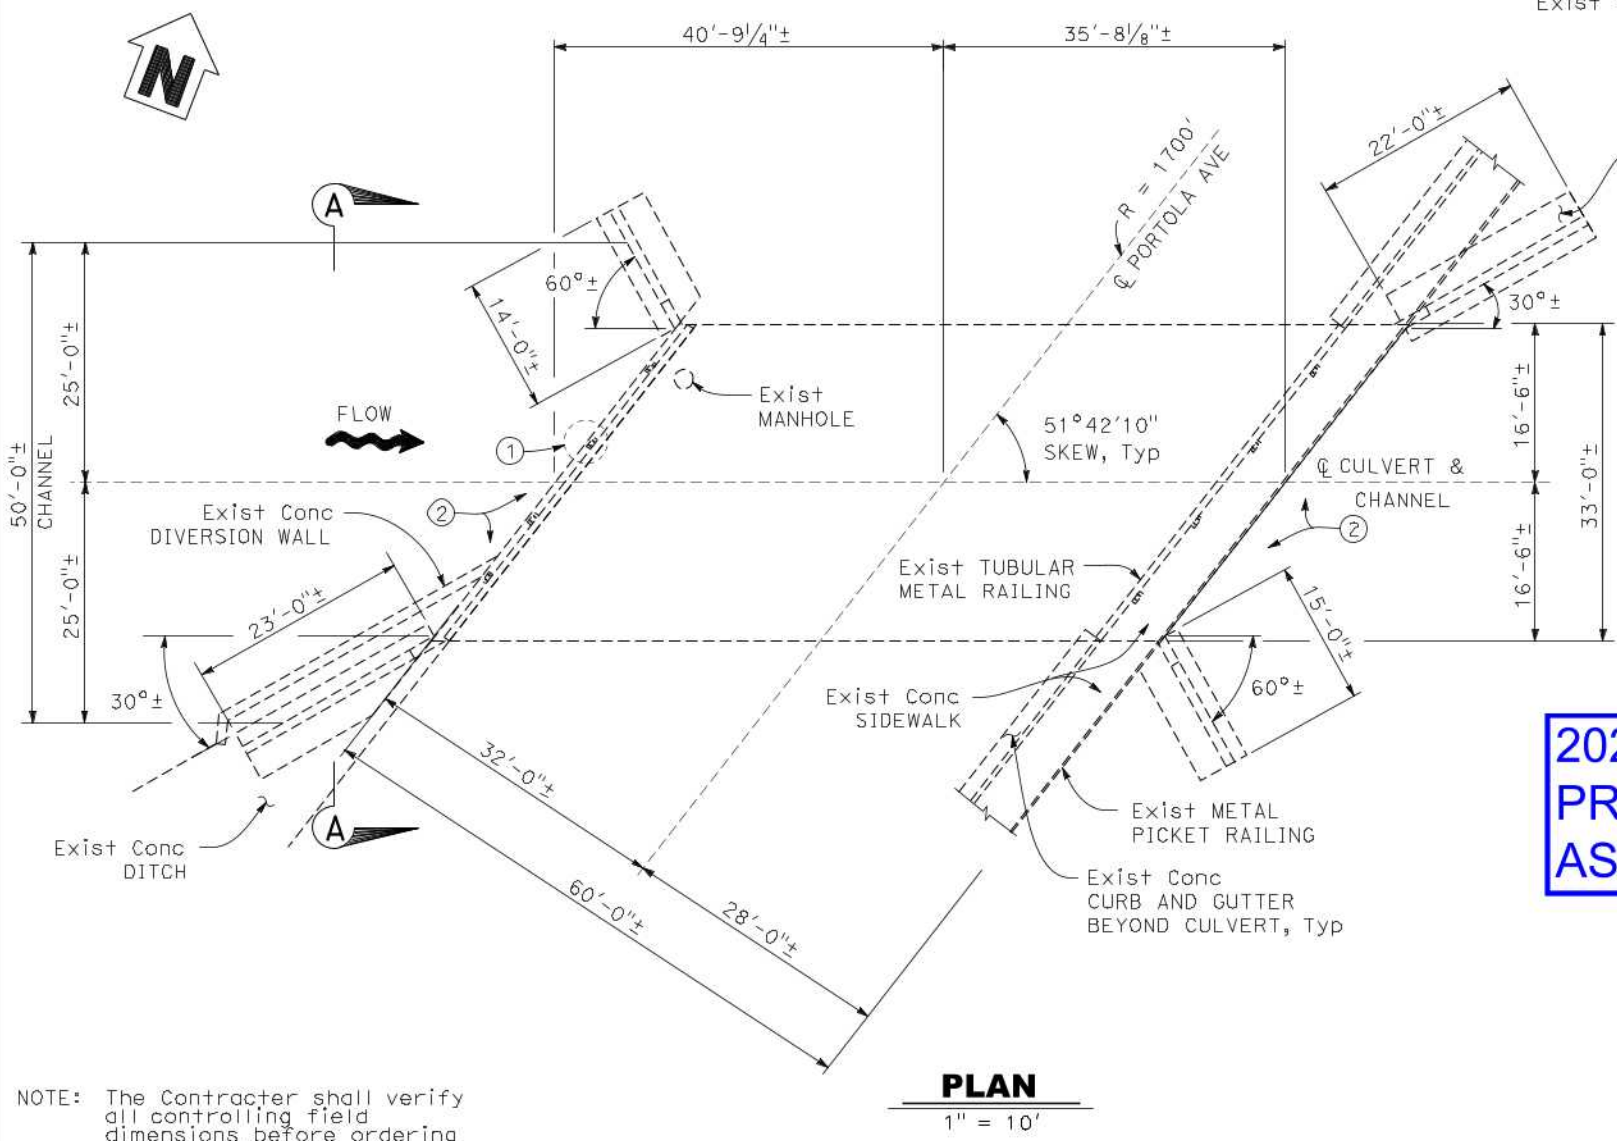 Exist
40'-9 1/4"±
35'-8 1/8"±
N
22'-0"±
R = 1700'
℄ PORTOLA AVE
A
60°±
14'-0"±
30°±
25'-0"±
50'-0"±
CHANNEL
FLOW
Exist
MANHOLE
51°42'10"
SKEW, Typ
16'-6"±
33'-0"±
1
℄ CULVERT &
CHANNEL
2
2
Exist Conc
DIVERSION WALL
Exist TUBULAR
METAL RAILING
16'-6"±
25'-0"±
23'-0"±
15'-0"±
30°±
60°±
Exist Conc
SIDEWALK
32'-0"±
Exist METAL
PICKET RAILING
A
Exist Conc
DITCH
60'-0"±
28'-0"±
Exist Conc
CURB AND GUTTER
BEYOND CULVERT, Typ
202
PR
AS
PLAN
1" = 10'
NOTE: The Contracter shall verify
all controlling field
dimensions before ordering